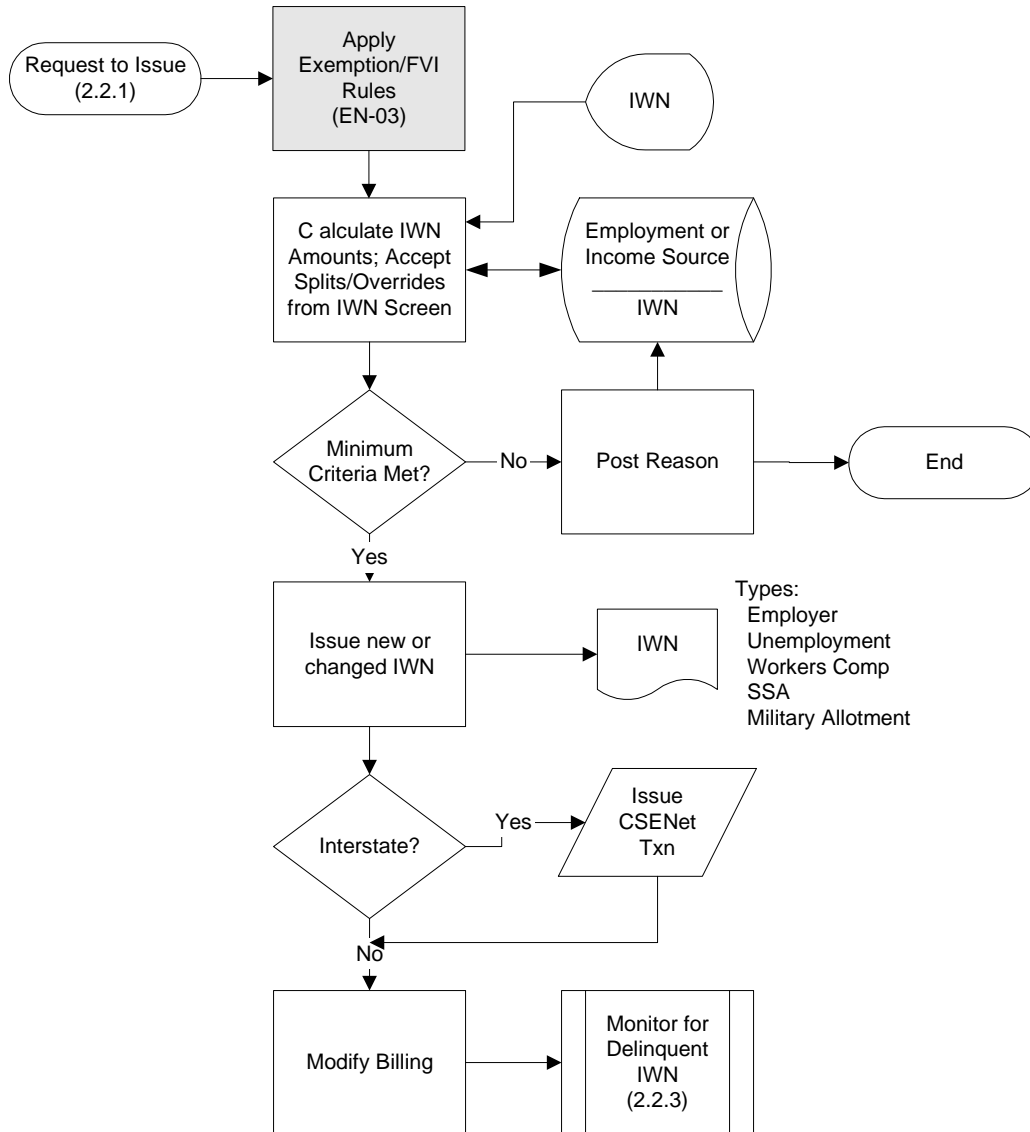 Request to Issue
(2.2.1)
Apply
Exemption/FVI
Rules
(EN-03)
IWN
C alculate IWN
Amounts; Accept
Splits/Overrides
from IWN Screen
Employment or
Income Source
____________
IWN
Minimum
Criteria Met?
No
Post Reason
End
Yes
Issue new or
changed IWN
IWN
Types:
Employer
Unemployment
Workers Comp
SSA
Military Allotment
Interstate?
Yes
Issue
CSENet
Txn
No
Modify Billing
Monitor for
Delinquent
IWN
(2.2.3)